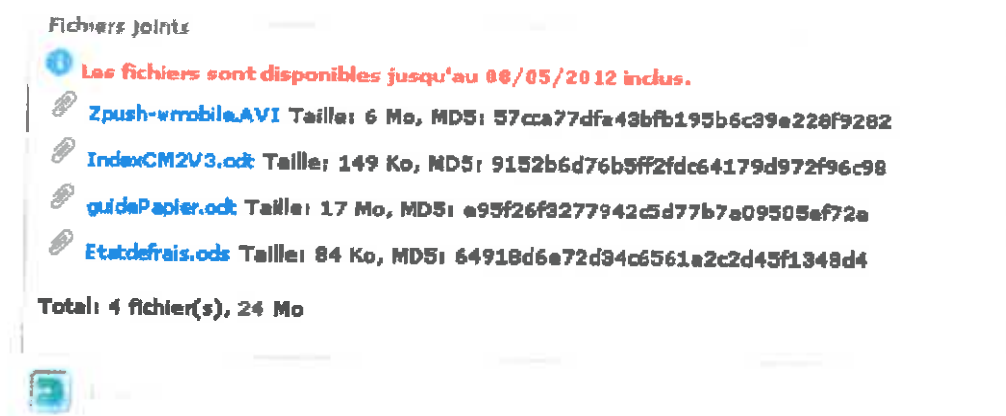 Fichiers joints
Les fichiers sont disponibles jusqu'au 08/05/2012 inclus.
Zpush-wmobile.AVI Taille: 6 Mo, MD5: 57cca77dfa43bfb195b6c39e228f9282
IndexCM2V3.odt Taille: 149 Ko, MD5: 9152b6d76b5ff2fdc64179d972f96c98
guidePapier.odt Taille: 17 Mo, MD5: e95f26f3277942c5d77b7a09505ef72a
Etatdefrais.ods Taille: 84 Ko, MD5: 64918d6e72d34c6561a2c2d45f1348d4
Total: 4 fichier(s), 24 Mo